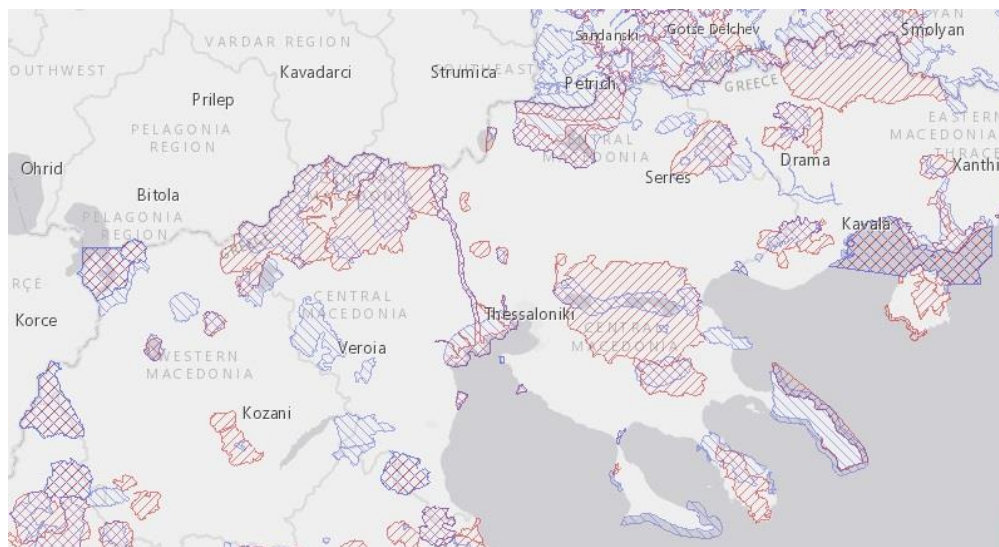 Sandanski
Gotse Delchev
Smolyan
VARDAR REGION
OUTHWEST
Kavadarci
Strumica
SOUTHEAST
Petrich
Prilep
GREECE
PELAGONIA
REGION
EASTERN
MACEDONIA
THRACE
CENTRAL
MACEDONIA
Ohrid
Drama
Xanthi
Serres
Bitola
PELAGONIA
REGION
Kavala
GREECE
RÇE
CENTRAL
MACEDONIA
Korce
Thessaloniki
CENTRAL
MACEDONIA
Veroia
WESTERN
MACEDONIA
Kozani